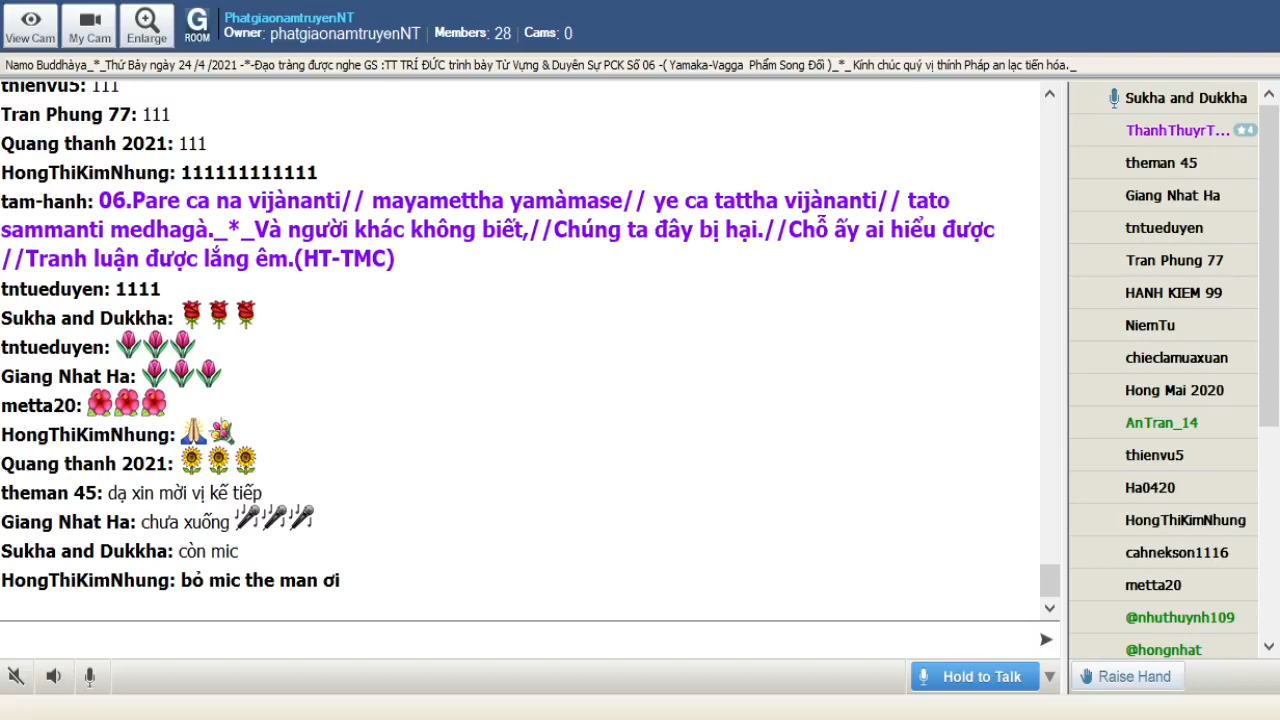 View Cam
My Cam
Enlarge
G
ROOM
PhatgiaonamtruyenNT
Owner: phatgiaonamtruyenNT | Members: 28 | Cams: 0
Namo Buddhàya_*_Thứ Bảy ngày 24 /4 /2021 -*-Đạo tràng được nghe GS :TT TRÍ ĐỨC trình bày Từ Vựng & Duyên Sự PCK Số 06 -( Yamaka-Vagga Phẩm Song Đối )_*_ Kính chúc quý vị thính Pháp an lạc tiến hóa._
thienvu5: 111
Tran Phung 77: 111
Quang thanh 2021: 111
HongThiKimNhung: 111111111111
tam-hanh: 06.Pare ca na vijànanti// mayamettha yamàmase// ye ca tattha vijànanti// tato
sammanti medhagà._*_Và người khác không biết,//Chúng ta đây bị hại.//Chỗ ấy ai hiểu được
//Tranh luận được lắng êm.(HT-TMC)
tntueduyen: 1111
Sukha and Dukkha:
tntueduyen:
Giang Nhat Ha:
metta20:
HongThiKimNhung:
Quang thanh 2021:
theman 45: dạ xin mời vị kế tiếp
Giang Nhat Ha: chưa xuống
Sukha and Dukkha: còn mic
HongThiKimNhung: bỏ mic the man ơi
Hold to Talk
Sukha and Dukkha
ThanhThuyrT... 4
theman 45
Giang Nhat Ha
tntueduyen
Tran Phung 77
HANH KIEM 99
NiemTu
chieclamuaxuan
Hong Mai 2020
AnTran_14
thienvu5
Ha0420
HongThiKimNhung
cahnekson1116
metta20
@nhuthuynh109
@hongnhat
Raise Hand